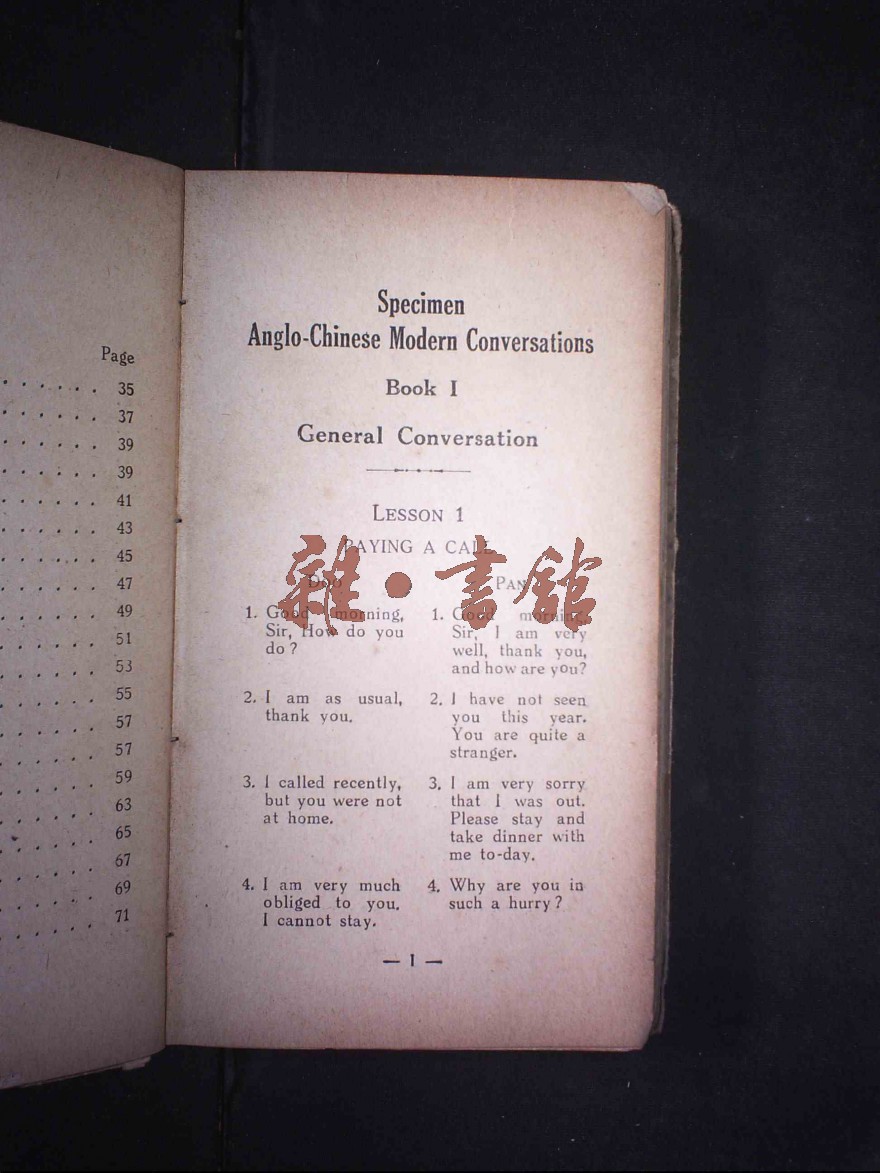 Page
35
37
39
39
41
43
45
47
49
51
53
55
57
57
59
63
65
67
69
71
Specimen
Anglo-Chinese Modern Conversations
Book I
General Conversation
LESSON 1
PAYING A CALL
雜·書館
1. Good morning,
Sir, How do you
do?
2. I am as usual,
thank you.
3. I called recently,
but you were not
at home.
4. I am very much
obliged to you.
I cannot stay.
PAN
1. Good morning,
Sir, I am very
well, thank you,
and how are you?
2. I have not seen
you this year.
You are quite a
stranger.
3. I am very sorry
that I was out.
Please stay and
take dinner with
me to-day.
4. Why are you in
such a hurry?
— 1 —